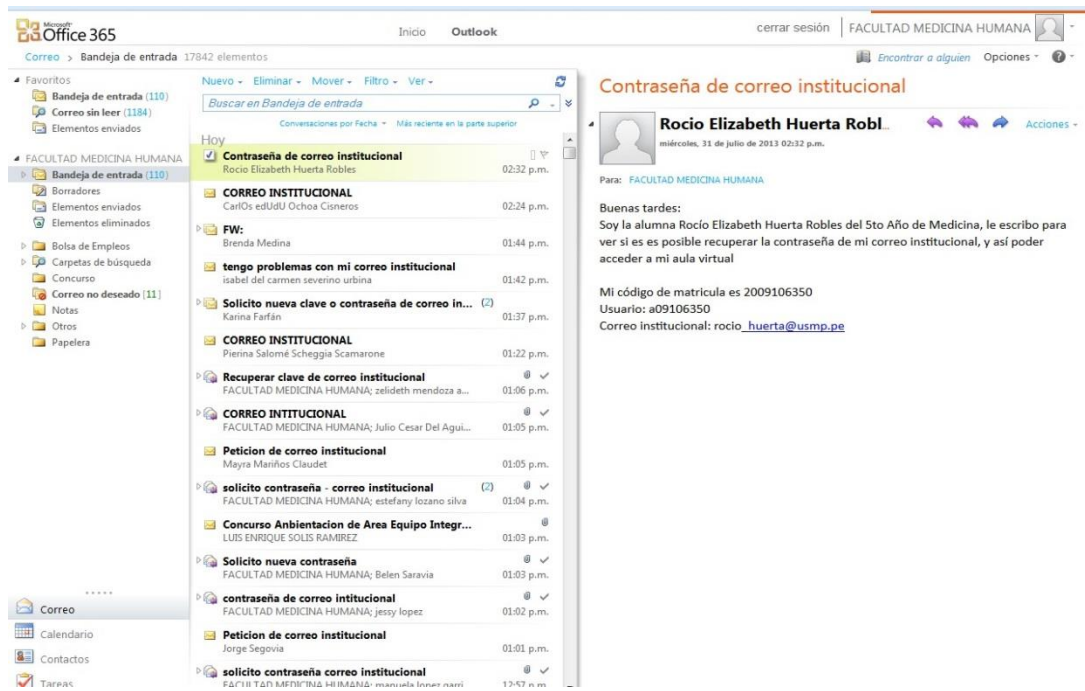 Microsoft®
Office 365
Inicio Outlook
cerrar sesión FACULTAD MEDICINA HUMANA
Correo > Bandeja de entrada 17842 elementos
Encontrar a alguien Opciones
Favoritos
Bandeja de entrada (110)
Correo sin leer (1184)
Elementos enviados
FACULTAD MEDICINA HUMANA
Bandeja de entrada (110)
Borradores
Elementos enviados
Elementos eliminados
Bolsa de Empleos
Carpetas de búsqueda
Concurso
Correo no deseado [11]
Notas
Otros
Papelera
Correo
Calendario
Contactos
Tareas
Nuevo Eliminar Mover Filtro Ver
Buscar en Bandeja de entrada
Conversaciones por Fecha Más reciente en la parte superior
Hoy
Contraseña de correo institucional
Rocio Elizabeth Huerta Robles 02:32 p.m.
CORREO INSTITUCIONAL
CarlOs edUdU Ochoa Cisneros 02:24 p.m.
FW:
Brenda Medina 01:44 p.m.
tengo problemas con mi correo institucional
isabel del carmen severino urbina 01:42 p.m.
Solicito nueva clave o contraseña de correo in... (2)
Karina Farfán 01:37 p.m.
CORREO INSTITUCIONAL
Pierina Salomé Scheggia Scamarone 01:22 p.m.
Recuperar clave de correo institucional
FACULTAD MEDICINA HUMANA; zelideth mendoza a... 01:06 p.m.
CORREO INTITUCIONAL
FACULTAD MEDICINA HUMANA; Julio Cesar Del Agui... 01:05 p.m.
Peticion de correo institucional
Mayra Mariños Claudet 01:05 p.m.
solicito contraseña - correo institucional (2)
FACULTAD MEDICINA HUMANA; estefany lozano silva 01:04 p.m.
Concurso Anbientacion de Area Equipo Integr...
LUIS ENRIQUE SOLIS RAMIREZ 01:03 p.m.
Solicito nueva contraseña
FACULTAD MEDICINA HUMANA; Belen Saravia 01:03 p.m.
contraseña de correo intitucional
FACULTAD MEDICINA HUMANA; jessy lopez 01:02 p.m.
Peticion de correo institucional
Jorge Segovia 01:01 p.m.
solicito contraseña correo institucional
FACULTAD MEDICINA HUMANA; manuela lopez garri... 12:57 p.m.
Contraseña de correo institucional
Rocio Elizabeth Huerta Robl... Acciones
miércoles, 31 de julio de 2013 02:32 p.m.
Para: FACULTAD MEDICINA HUMANA
Buenas tardes:
Soy la alumna Rocío Elizabeth Huerta Robles del 5to Año de Medicina, le escribo para
ver si es es posible recuperar la contraseña de mi correo institucional, y así poder
acceder a mi aula virtual
Mi código de matricula es 2009106350
Usuario: a09106350
Correo institucional: rocio_huerta@usmp.pe